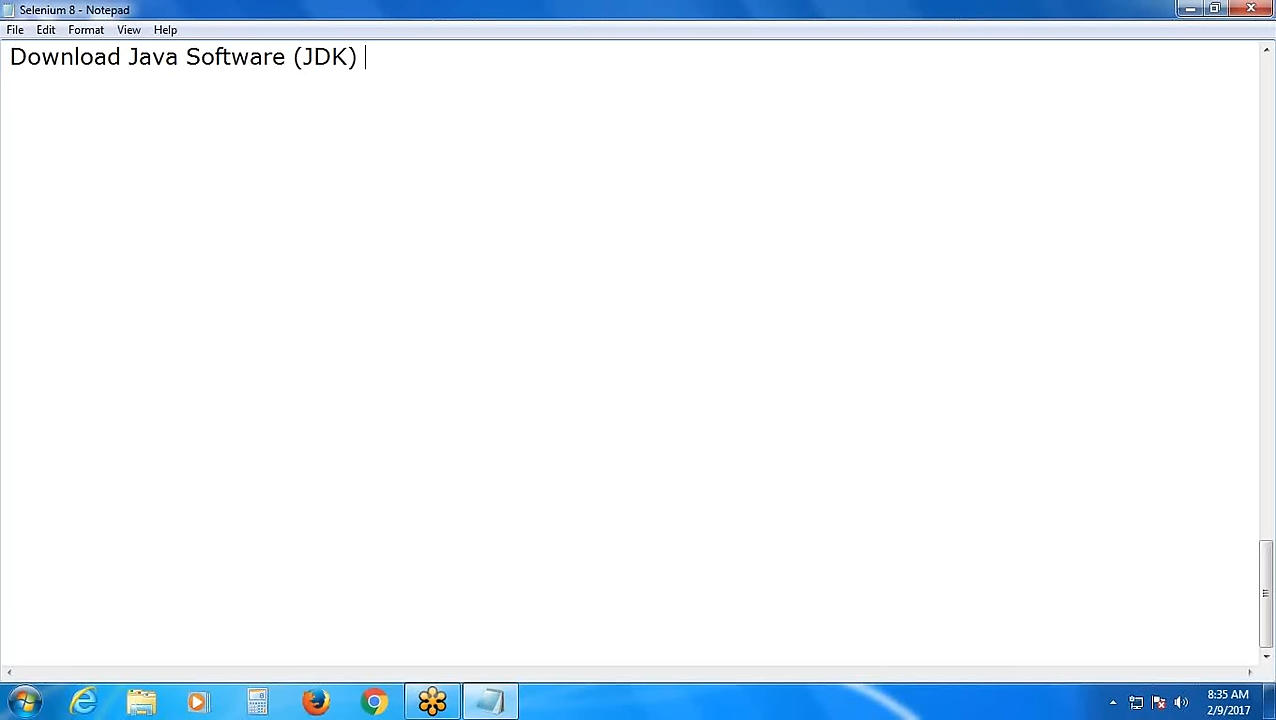 Selenium 8 - Notepad
File Edit Format View Help
Download Java Software (JDK)
8:35 AM
2/9/2017